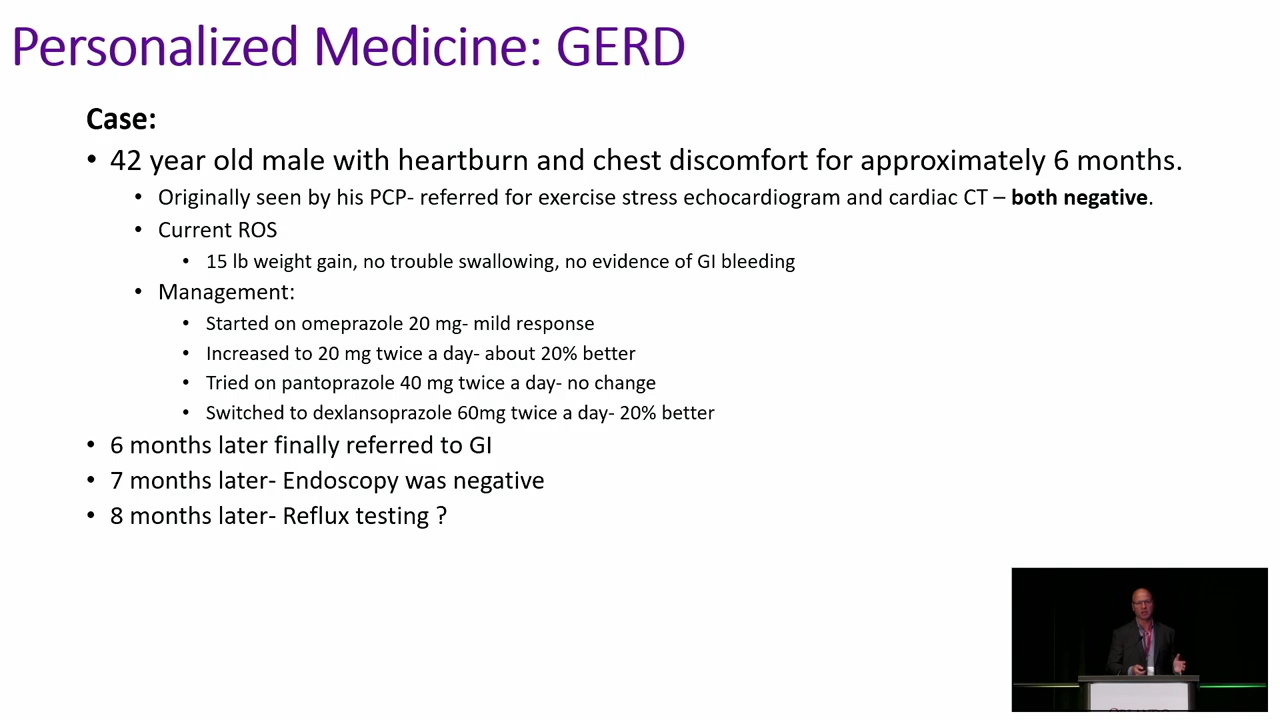 Personalized Medicine: GERD
Case:
• 42 year old male with heartburn and chest discomfort for approximately 6 months.
• Originally seen by his PCP- referred for exercise stress echocardiogram and cardiac CT – both negative.
• Current ROS
• 15 lb weight gain, no trouble swallowing, no evidence of GI bleeding
• Management:
• Started on omeprazole 20 mg- mild response
• Increased to 20 mg twice a day- about 20% better
• Tried on pantoprazole 40 mg twice a day- no change
• Switched to dexlansoprazole 60mg twice a day- 20% better
• 6 months later finally referred to GI
• 7 months later- Endoscopy was negative
• 8 months later- Reflux testing ?